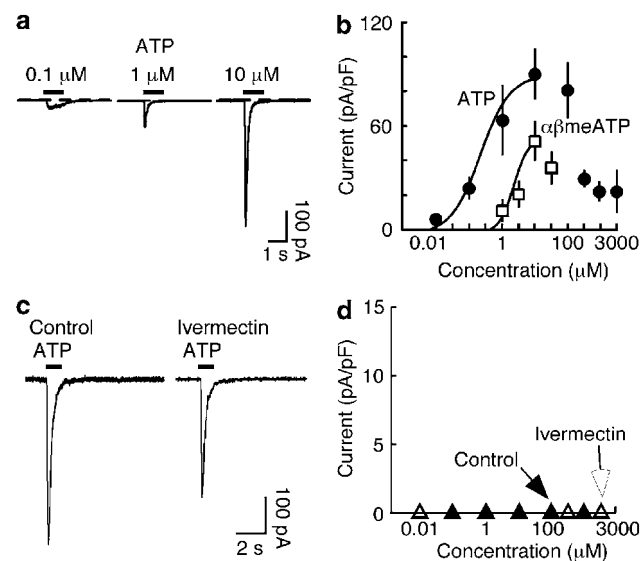 a
ATP
0.1 µM
1 µM
10 µM
100 pA
1 s
b
Current (pA/pF)
120
60
0
ATP
αβmeATP
0.01
1
100
3000
Concentration (µM)
c
Control
ATP
Ivermectin
ATP
100 pA
2 s
d
Current (pA/pF)
15
10
5
0
Ivermectin
Control
0.01
1
100
3000
Concentration (µM)